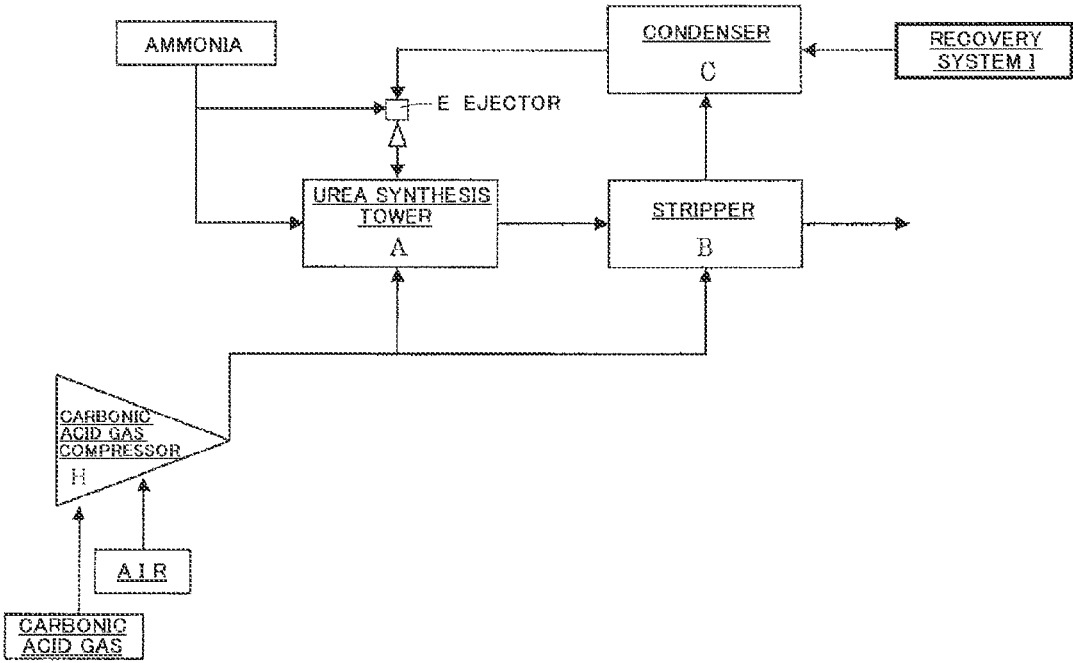 AMMONIA
CONDENSER
C
RECOVERY
SYSTEM I
E EJECTOR
UREA SYNTHESIS
TOWER
A
STRIPPER
B
CARBONIC
ACID GAS
COMPRESSOR
H
AIR
CARBONIC
ACID GAS